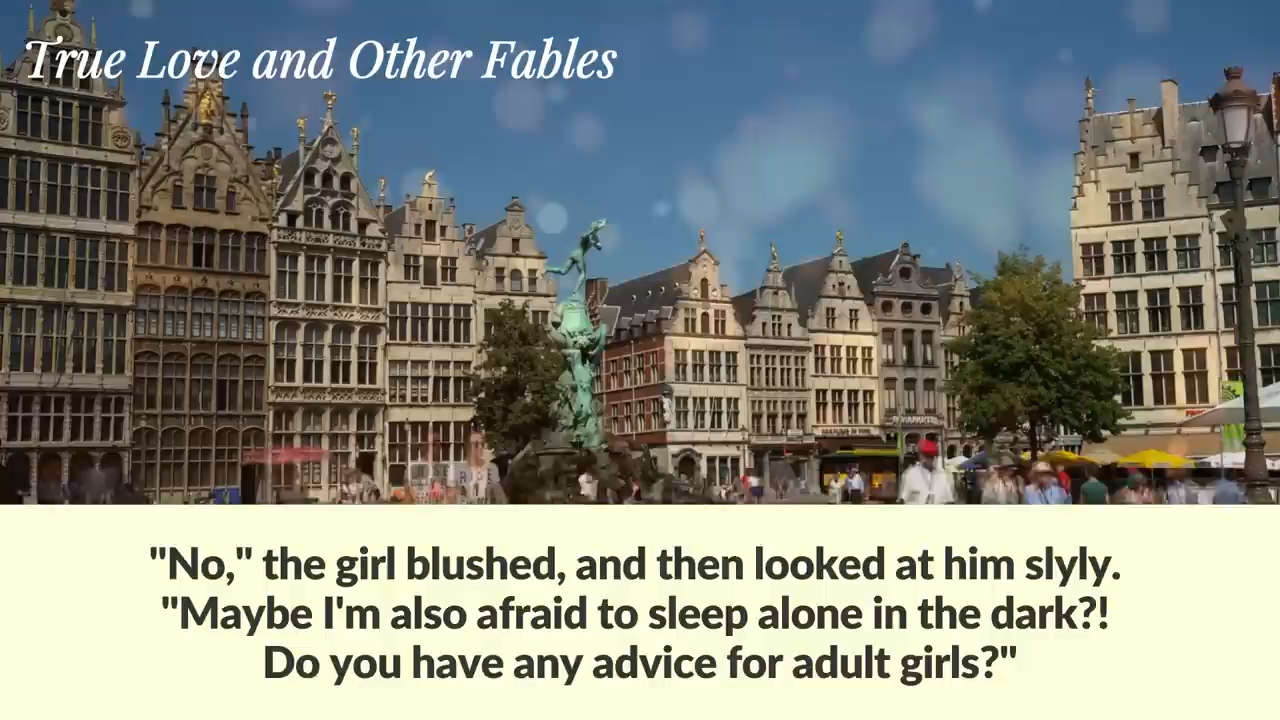 True Love and Other Fables
"No," the girl blushed, and then looked at him slyly.
"Maybe I'm also afraid to sleep alone in the dark?!
Do you have any advice for adult girls?"